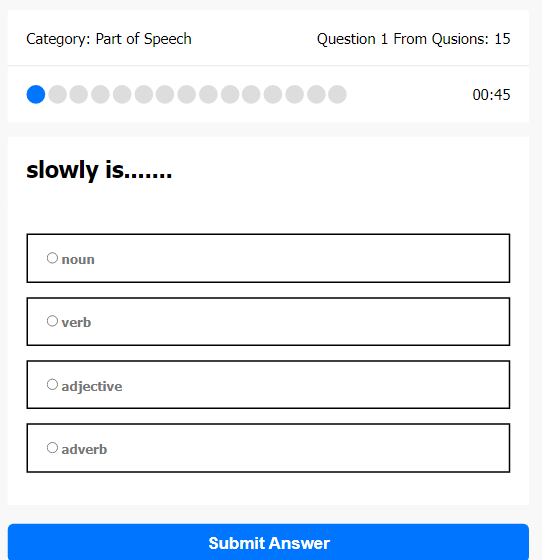 Category: Part of Speech
Question 1 From Qusions: 15
00:45
slowly is.......
noun
verb
adjective
adverb
Submit Answer